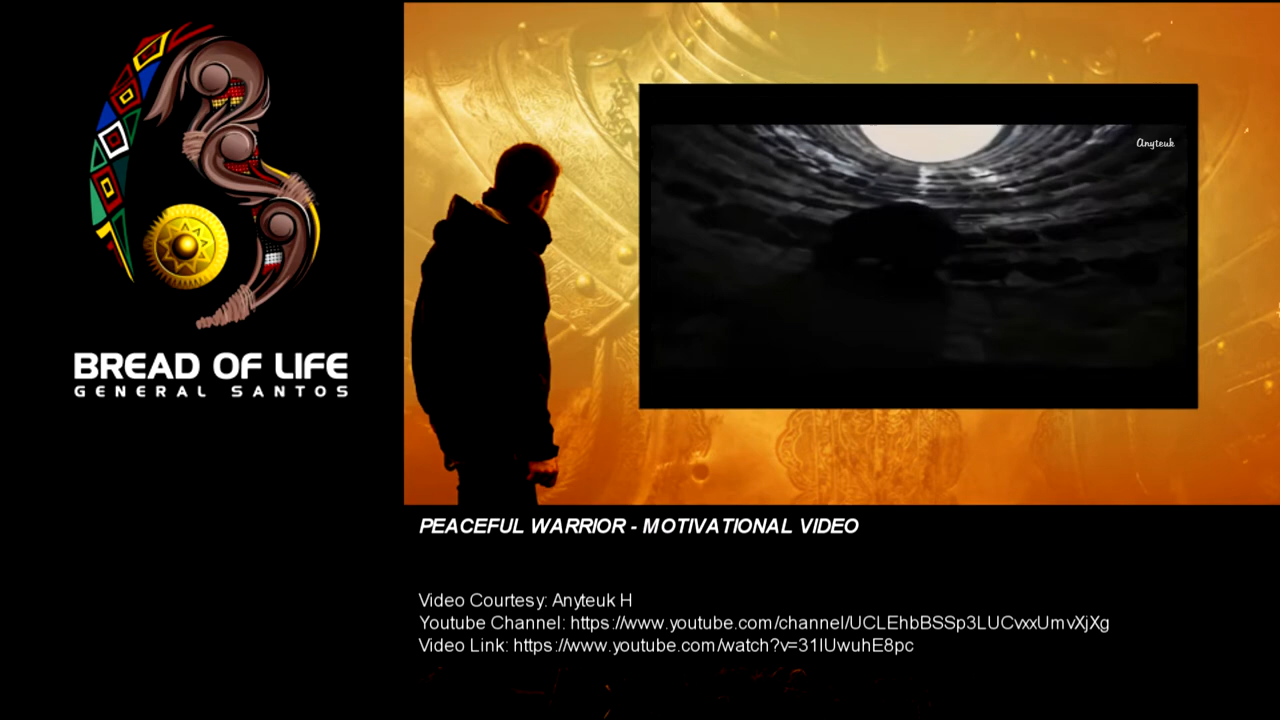 BREAD OF LIFE
GENERAL SANTOS
Anyteuk
PEACEFUL WARRIOR - MOTIVATIONAL VIDEO
Video Courtesy: Anyteuk H
Youtube Channel: https://www.youtube.com/channel/UCLEhbBSSp3LUCvxxUmvXjXg
Video Link: https://www.youtube.com/watch?v=31IUwuhE8pc